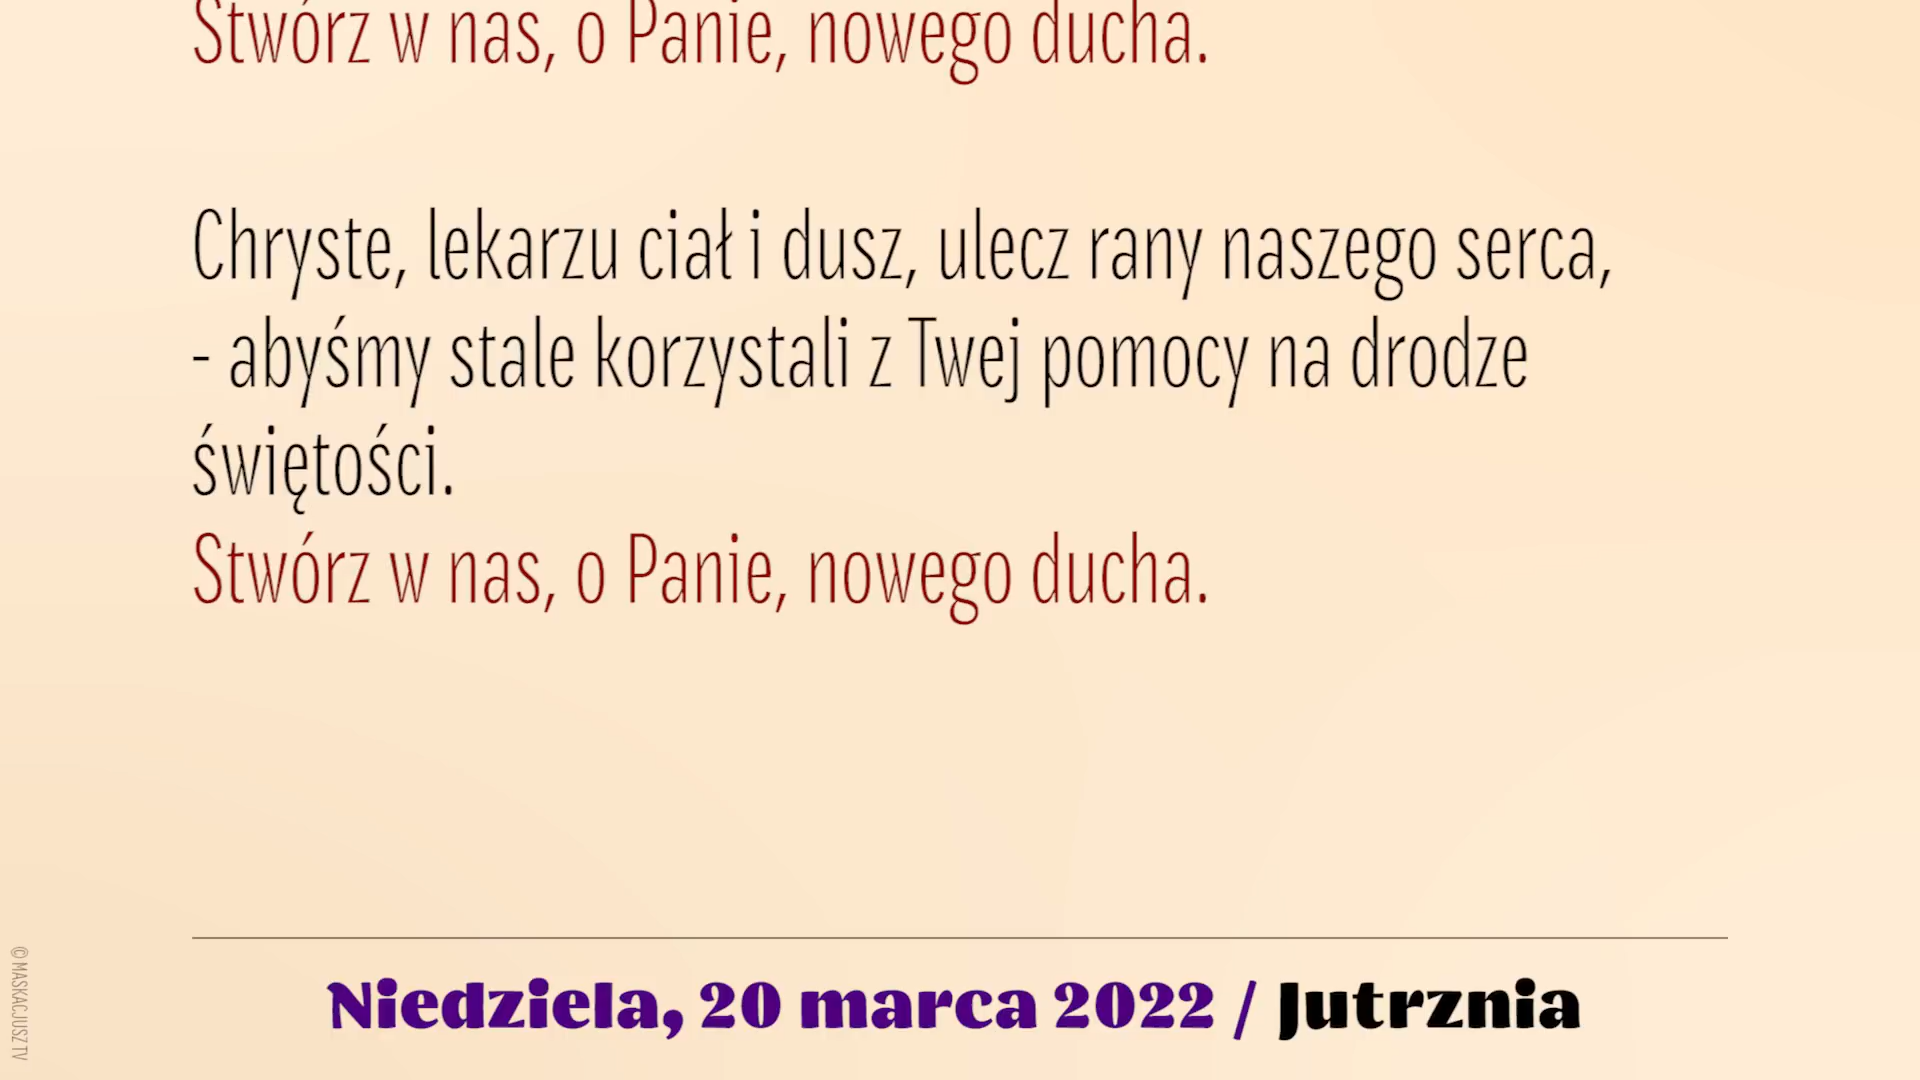 Stwórz w nas, o Panie, nowego ducha.
Chryste, lekarzu ciał i dusz, ulecz rany naszego serca,
- abyśmy stale korzystali z Twej pomocy na drodze
świętości.
Stwórz w nas, o Panie, nowego ducha.
Niedziela, 20 marca 2022 / Jutrznia
© MASKACJUSZ TV